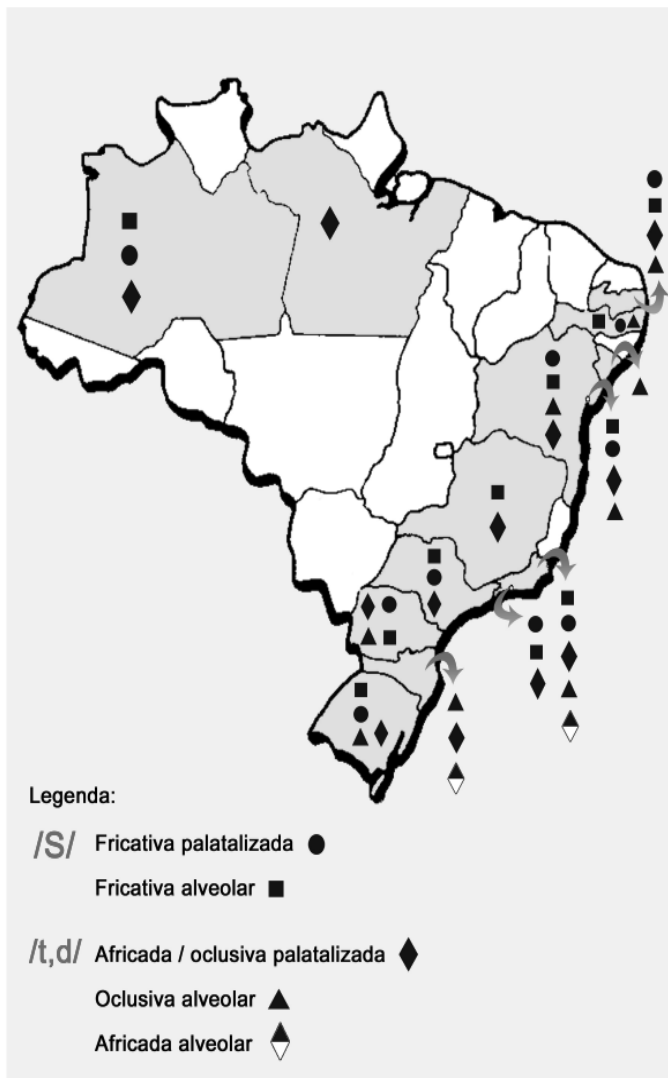 Legenda:
/S/ Fricativa palatalizada
Fricativa alveolar
/t,d/ Africada / oclusiva palatalizada
Oclusiva alveolar
Africada alveolar